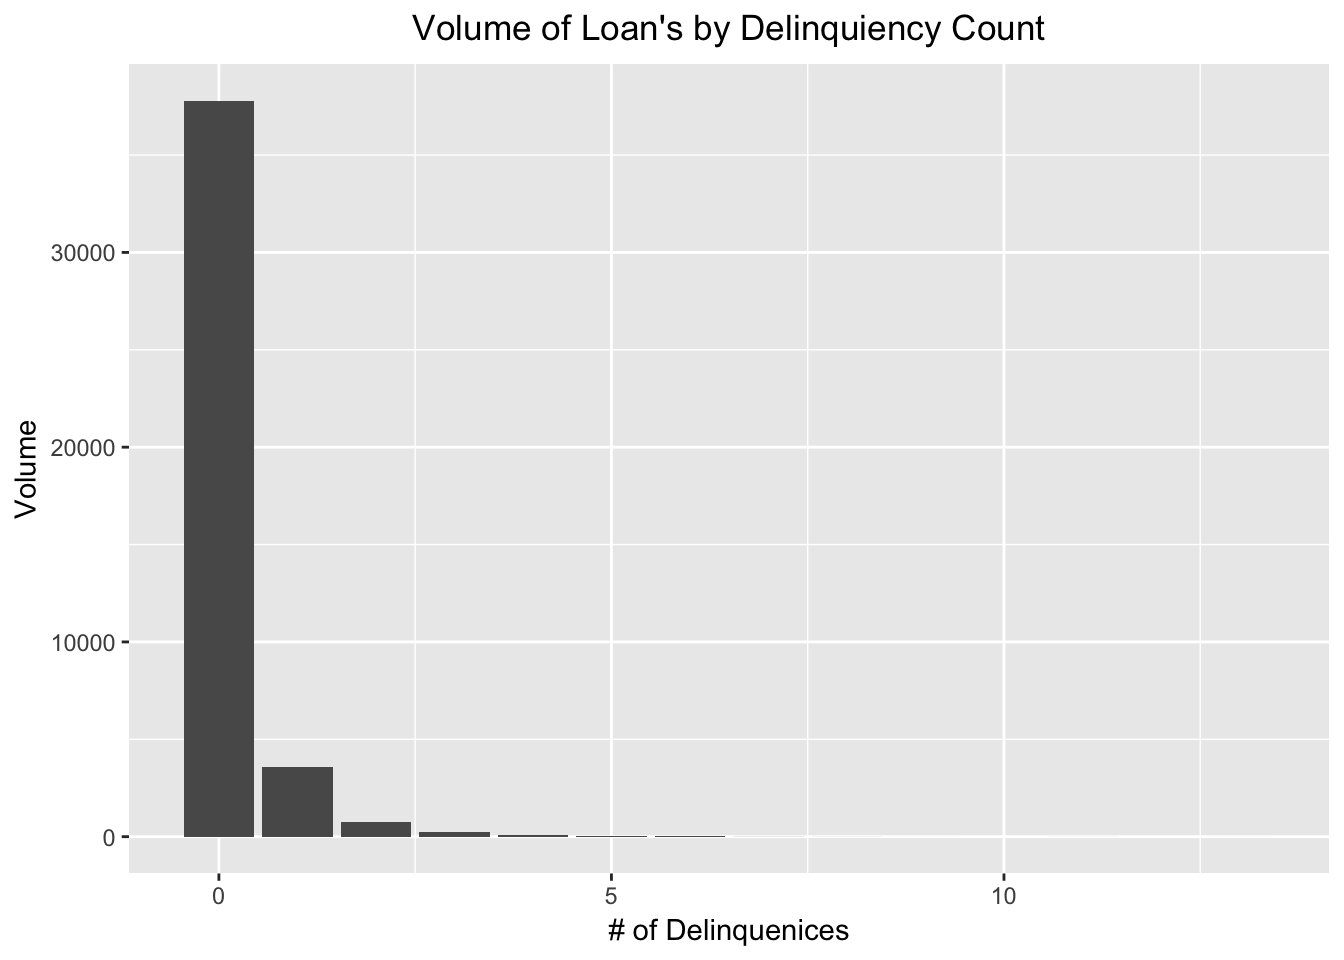 Volume of Loan's by Delinquiency Count
Volume
30000
20000
10000
0
0 5 10
# of Delinquenices